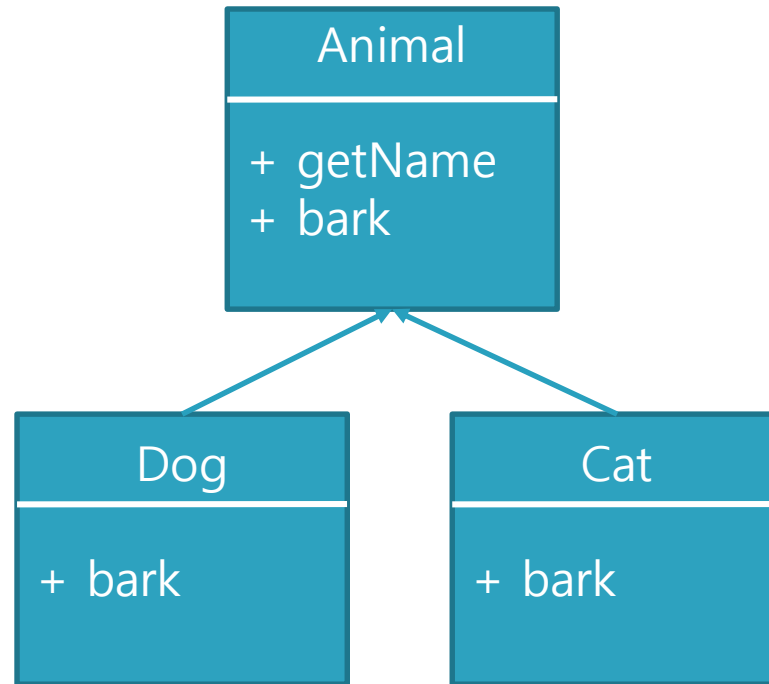 Animal
+ getName
+ bark
Dog
+ bark
Cat
+ bark